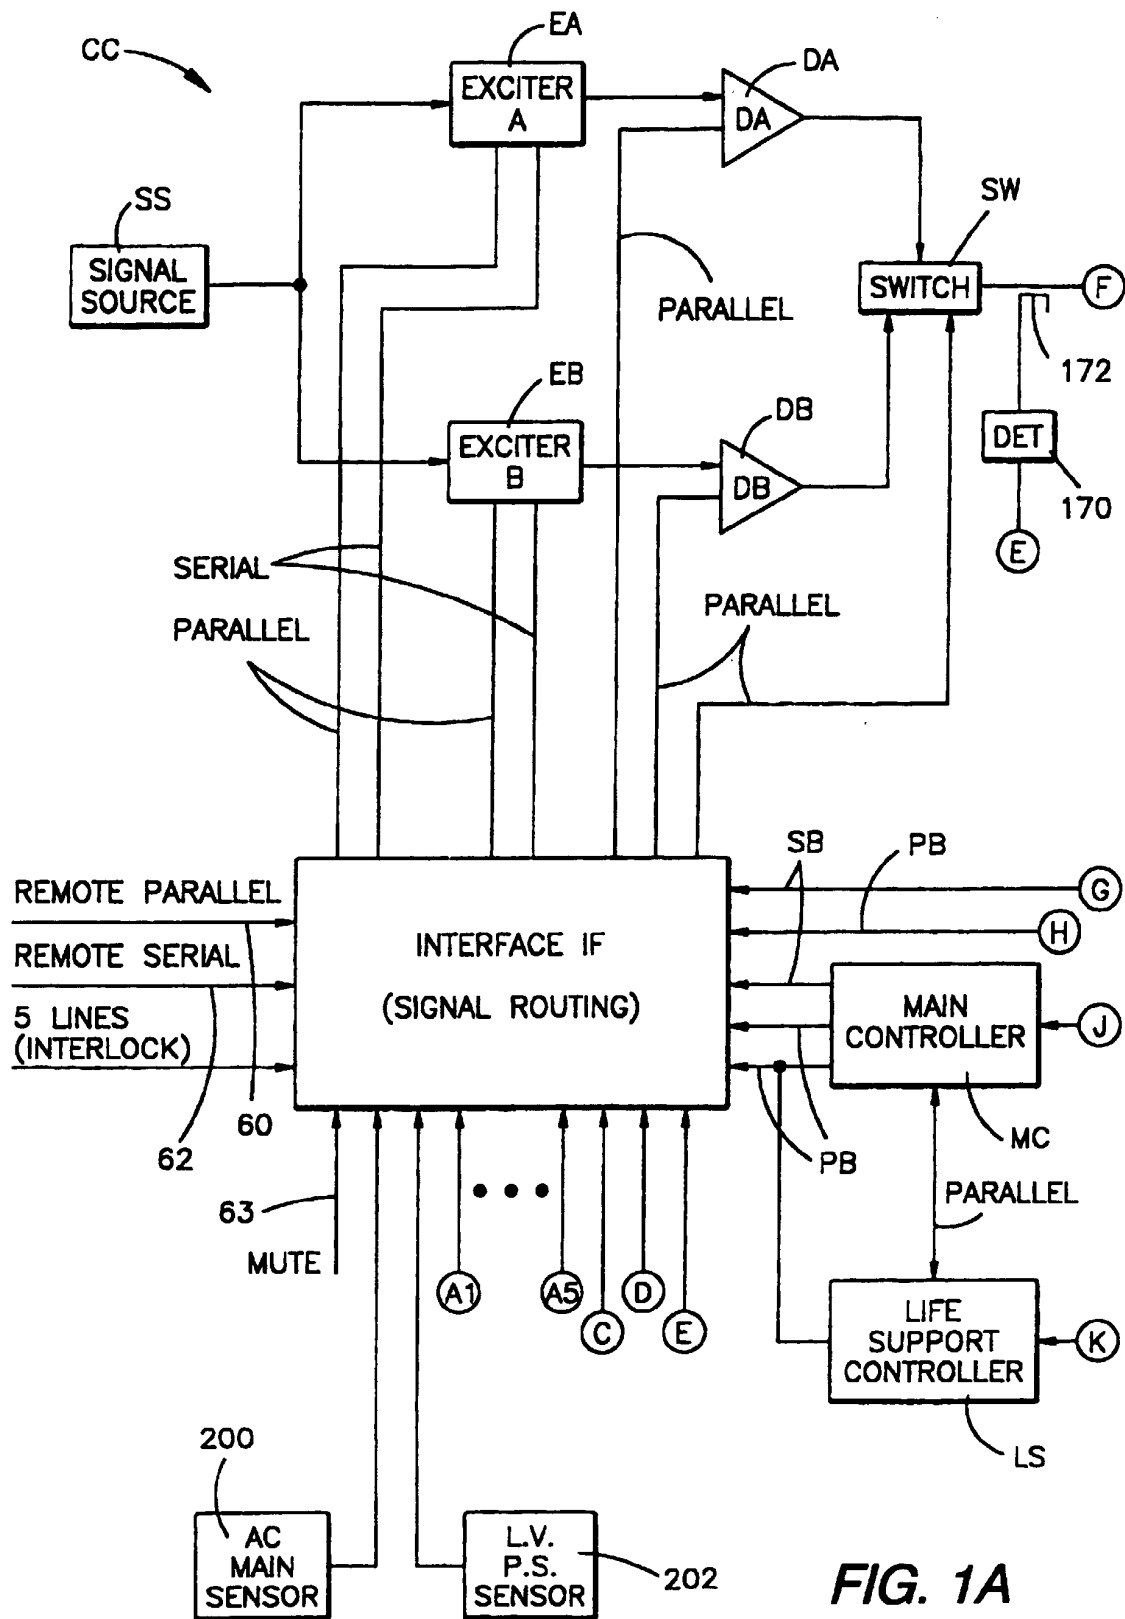 CC
EA
EXCITER
A
DA
DA
SS
SIGNAL
SOURCE
SW
SWITCH
F
PARALLEL
172
EB
EXCITER
B
DB
DB
DET
170
E
SERIAL
PARALLEL
PARALLEL
REMOTE PARALLEL
REMOTE SERIAL
5 LINES
(INTERLOCK)
60
62
INTERFACE IF
(SIGNAL ROUTING)
SB
PB
G
H
MAIN
CONTROLLER
J
MC
PB
PARALLEL
63
MUTE
A1
A5
C
D
E
LIFE
SUPPORT
CONTROLLER
K
LS
200
AC
MAIN
SENSOR
L.V.
P.S.
SENSOR
202
FIG. 1A